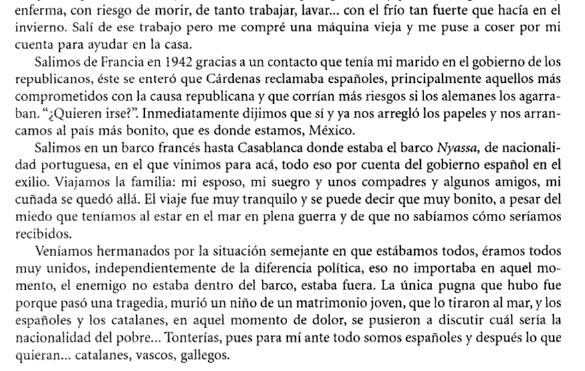 enferma, con riesgo de morir, de tanto trabajar, lavar... con el frío tan fuerte que hacía en el
invierno. Salí de ese trabajo pero me compré una máquina vieja y me puse a coser por mi
cuenta para ayudar en la casa.
Salimos de Francia en 1942 gracias a un contacto que tenía mi marido en el gobierno de los
republicanos, éste se enteró que Cárdenas reclamaba españoles, principalmente aquellos más
comprometidos con la causa republicana y que corrían más riesgos si los alemanes los agarra-
ban. “¿Quieren irse?”. Inmediatamente dijimos que sí y ya nos arregló los papeles y nos arran-
camos al país más bonito, que es donde estamos, México.
Salimos en un barco francés hasta Casablanca donde estaba el barco Nyassa, de nacionali-
dad portuguesa, en el que vinimos para acá, todo eso por cuenta del gobierno español en el
exilio. Viajamos la familia: mi esposo, mi suegro y unos compadres y algunos amigos, mi
cuñada se quedó allá. El viaje fue muy tranquilo y se puede decir que muy bonito, a pesar del
miedo que teníamos al estar en el mar en plena guerra y de que no sabíamos cómo seríamos
recibidos.
Veníamos hermanados por la situación semejante en que estábamos todos, éramos todos
muy unidos, independientemente de la diferencia política, eso no importaba en aquel mo-
mento, el enemigo no estaba dentro del barco, estaba fuera. La única pugna que hubo fue
porque pasó una tragedia, murió un niño de un matrimonio joven, que lo tiraron al mar, y los
españoles y los catalanes, en aquel momento de dolor, se pusieron a discutir cuál sería la
nacionalidad del pobre... Tonterías, pues para mí ante todo somos españoles y después lo que
quieran... catalanes, vascos, gallegos.